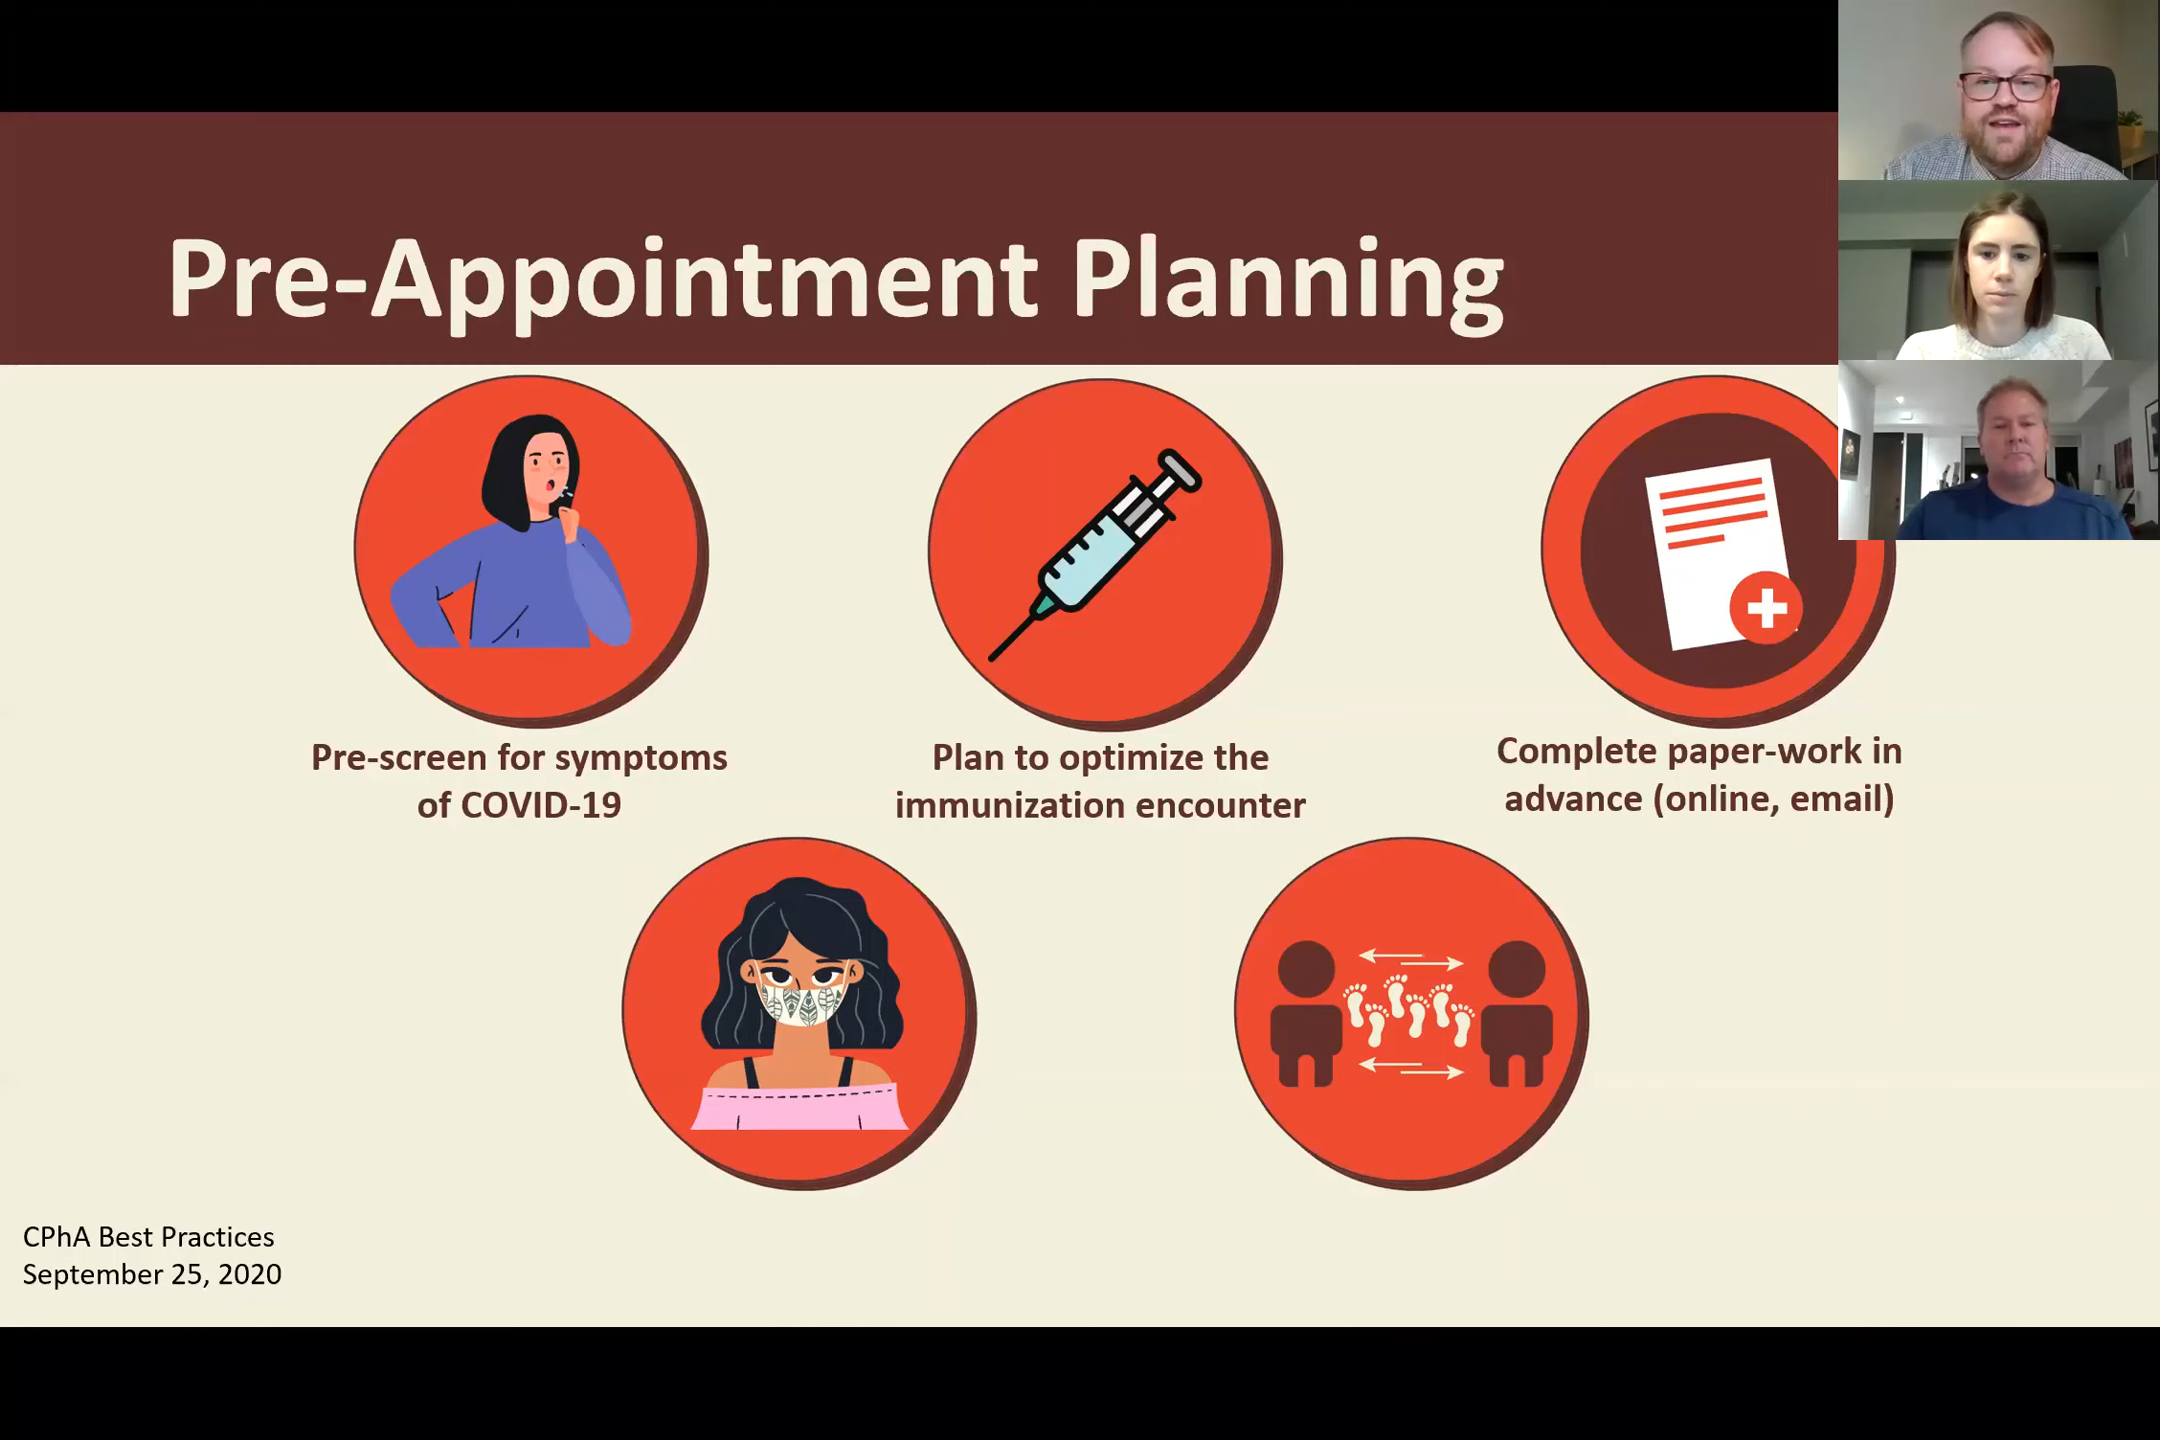 Pre-Appointment Planning
Pre-screen for symptoms
of COVID-19
Plan to optimize the
immunization encounter
Complete paper-work in
advance (online, email)
CPhA Best Practices
September 25, 2020